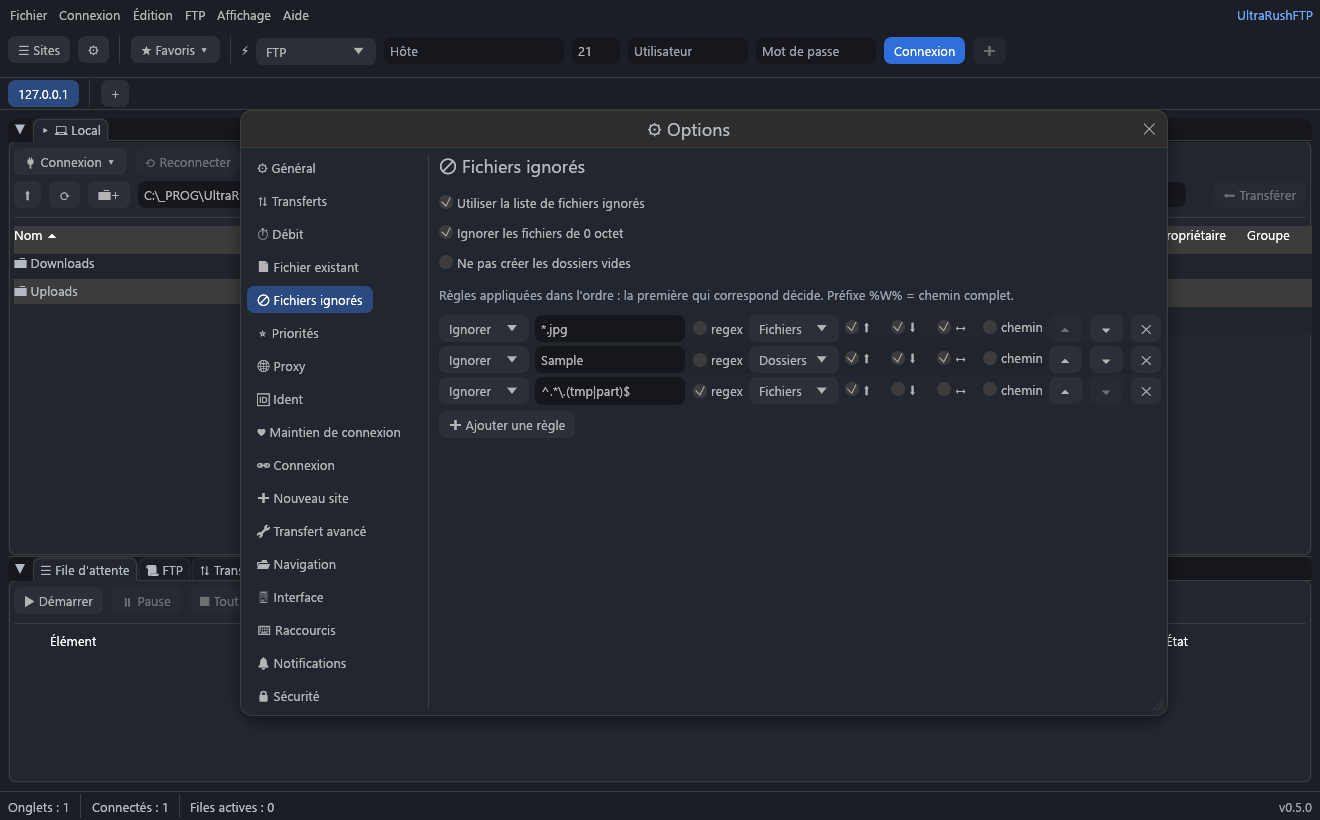 Fichier Connexion Édition FTP Affichage Aide UltraRushFTP
Sites Favoris FTP Hôte 21 Utilisateur Mot de passe Connexion +
127.0.0.1 +
Local
Connexion Reconnecter
C:\_PROG\UltraR Transférer
Nom ropriétaire Groupe
Downloads
Uploads
Options
Général
Transferts
Débit
Fichier existant
Fichiers ignorés
Priorités
Proxy
Ident
Maintien de connexion
Connexion
Nouveau site
Transfert avancé
Navigation
Interface
Raccourcis
Notifications
Sécurité
Fichiers ignorés
Utiliser la liste de fichiers ignorés
Ignorer les fichiers de 0 octet
Ne pas créer les dossiers vides
Règles appliquées dans l'ordre : la première qui correspond décide. Préfixe %W% = chemin complet.
Ignorer *.jpg regex Fichiers chemin
Ignorer Sample regex Dossiers chemin
Ignorer ^.*\.(tmp|part)$ regex Fichiers chemin
+ Ajouter une règle
File d'attente FTP Trans
Démarrer Pause Tout
Élément État
Onglets : 1 Connectés : 1 Files actives : 0 v0.5.0